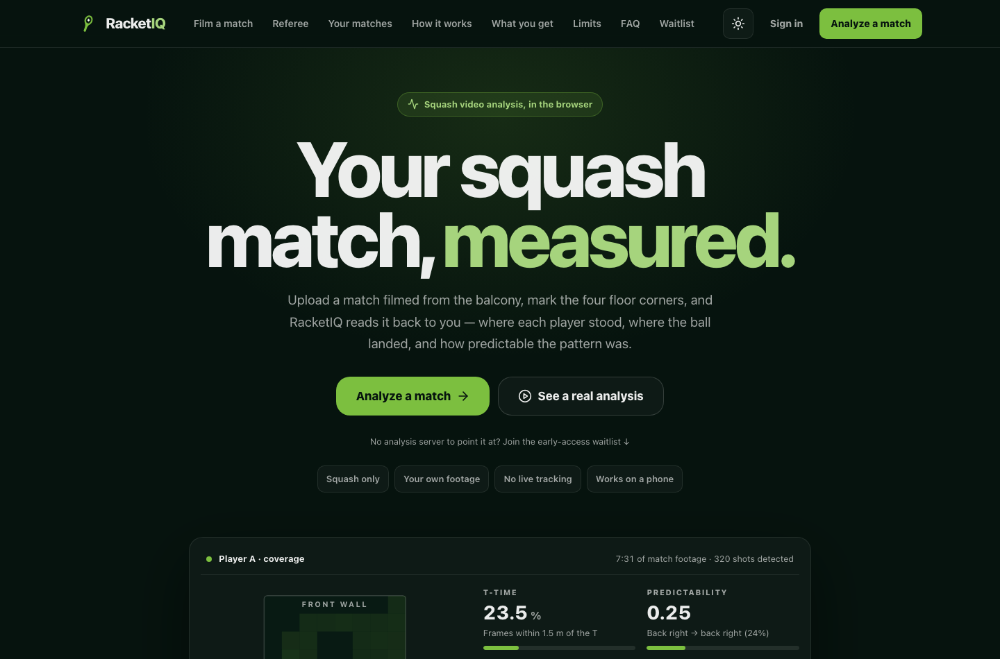 RacketIQ
Film a match
Referee
Your matches
How it works
What you get
Limits
FAQ
Waitlist
Sign in
Analyze a match
Squash video analysis, in the browser
Your squash
match, measured.
Upload a match filmed from the balcony, mark the four floor corners, and
RacketIQ reads it back to you — where each player stood, where the ball
landed, and how predictable the pattern was.
Analyze a match →
See a real analysis
No analysis server to point it at? Join the early-access waitlist ↓
Squash only
Your own footage
No live tracking
Works on a phone
Player A · coverage
7:31 of match footage · 320 shots detected
FRONT WALL
T-TIME
23.5 %
Frames within 1.5 m of the T
PREDICTABILITY
0.25
Back right → back right (24%)